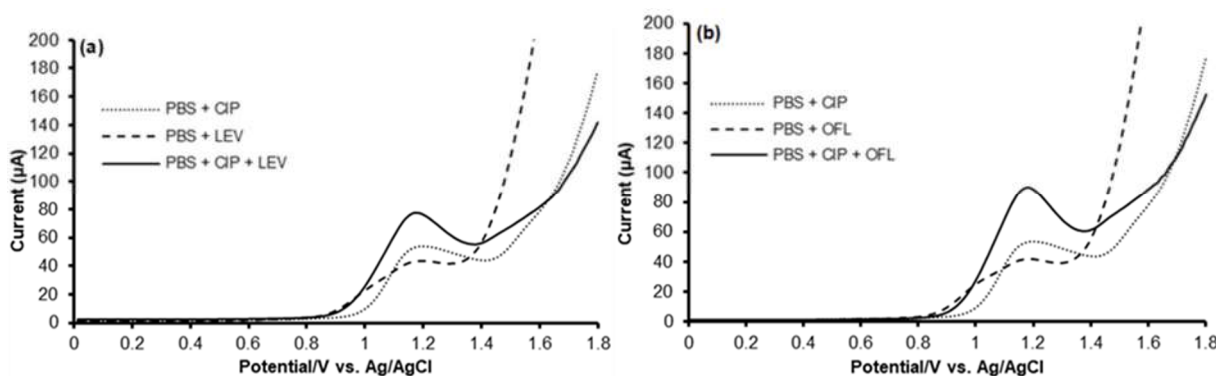 (a)
200
180
160
140
120
100
80
60
40
20
0
Current (µA)
PBS + CIP
PBS + LEV
PBS + CIP + LEV
0 0.2 0.4 0.6 0.8 1 1.2 1.4 1.6 1.8
Potential/V vs. Ag/AgCl
(b)
200
180
160
140
120
100
80
60
40
20
0
Current (µA)
PBS + CIP
PBS + OFL
PBS + CIP + OFL
0 0.2 0.4 0.6 0.8 1 1.2 1.4 1.6 1.8
Potential/V vs. Ag/AgCl